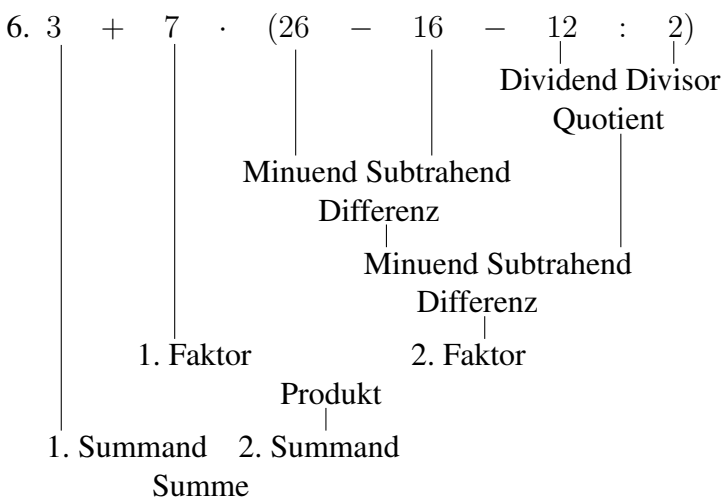 6. 3 + 7 · (26 − 16 − 12 : 2)
Dividend Divisor
Quotient
Minuend Subtrahend
Differenz
Minuend Subtrahend
Differenz
1. Faktor 2. Faktor
Produkt
1. Summand 2. Summand
Summe